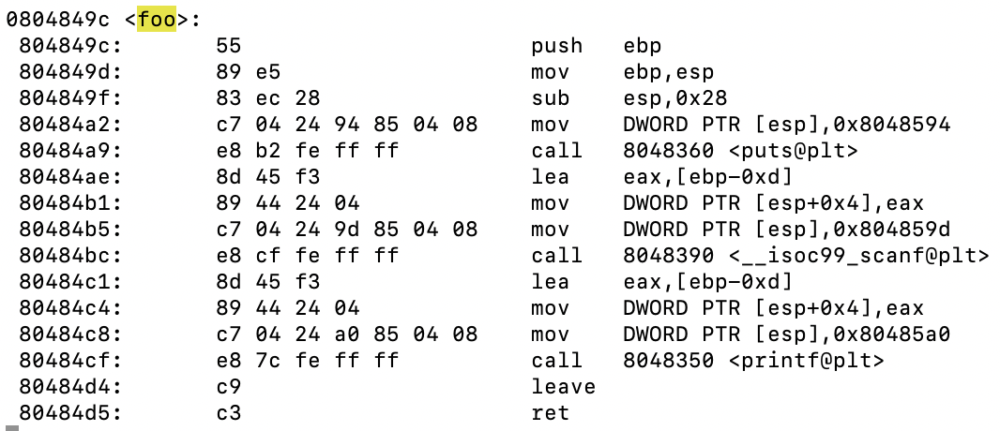 0804849c <foo>:
804849c: 55 push ebp
804849d: 89 e5 mov ebp,esp
804849f: 83 ec 28 sub esp,0x28
80484a2: c7 04 24 94 85 04 08 mov DWORD PTR [esp],0x8048594
80484a9: e8 b2 fe ff ff call 8048360 <puts@plt>
80484ae: 8d 45 f3 lea eax,[ebp-0xd]
80484b1: 89 44 24 04 mov DWORD PTR [esp+0x4],eax
80484b5: c7 04 24 9d 85 04 08 mov DWORD PTR [esp],0x804859d
80484bc: e8 cf fe ff ff call 8048390 <__isoc99_scanf@plt>
80484c1: 8d 45 f3 lea eax,[ebp-0xd]
80484c4: 89 44 24 04 mov DWORD PTR [esp+0x4],eax
80484c8: c7 04 24 a0 85 04 08 mov DWORD PTR [esp],0x80485a0
80484cf: e8 7c fe ff ff call 8048350 <printf@plt>
80484d4: c9 leave
80484d5: c3 ret